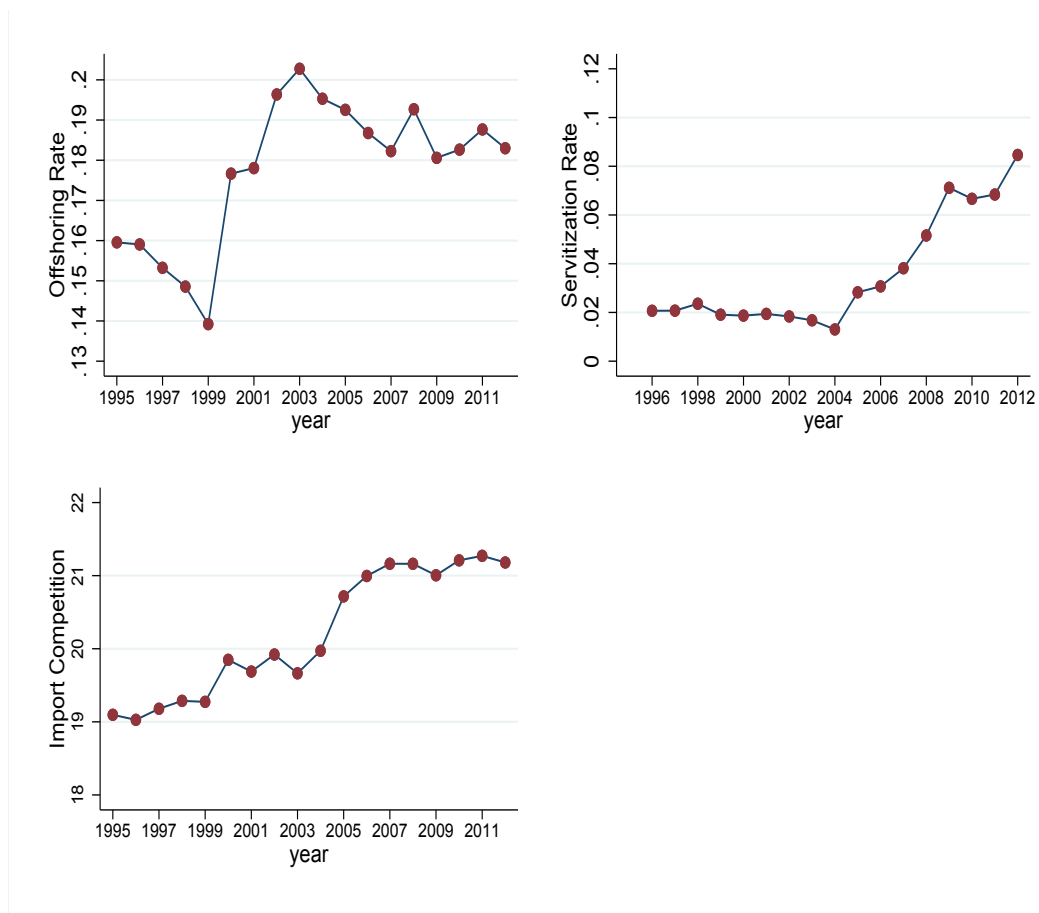 Offshoring Rate
.2
.19
.18
.17
.16
.15
.14
.13
1995 1997 1999 2001 2003 2005 2007 2009 2011
year
Servitization Rate
.12
.1
.08
.06
.04
.02
0
1996 1998 2000 2002 2004 2006 2008 2010 2012
year
Import Competition
22
21
20
19
18
1995 1997 1999 2001 2003 2005 2007 2009 2011
year